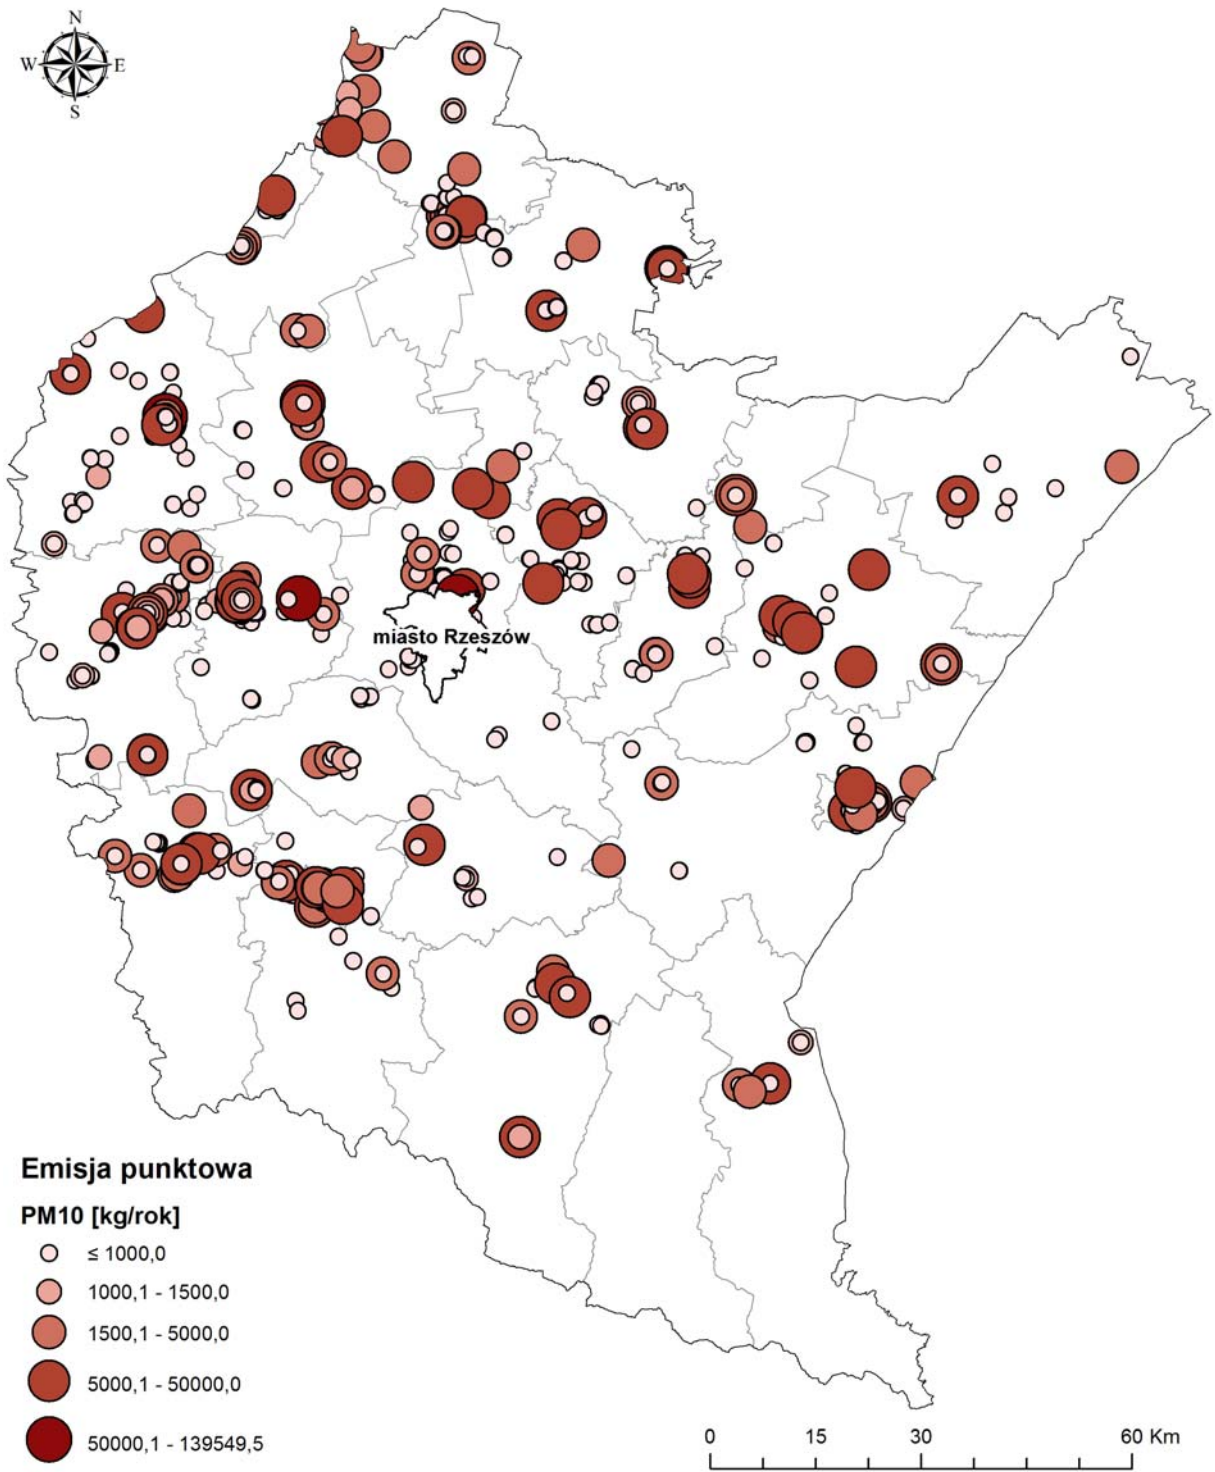 N
W E
S
miasto Rzeszów
Emisja punktowa
PM10 [kg/rok]
≤ 1000,0
1000,1 - 1500,0
1500,1 - 5000,0
5000,1 - 50000,0
50000,1 - 139549,5
0 15 30 60 Km